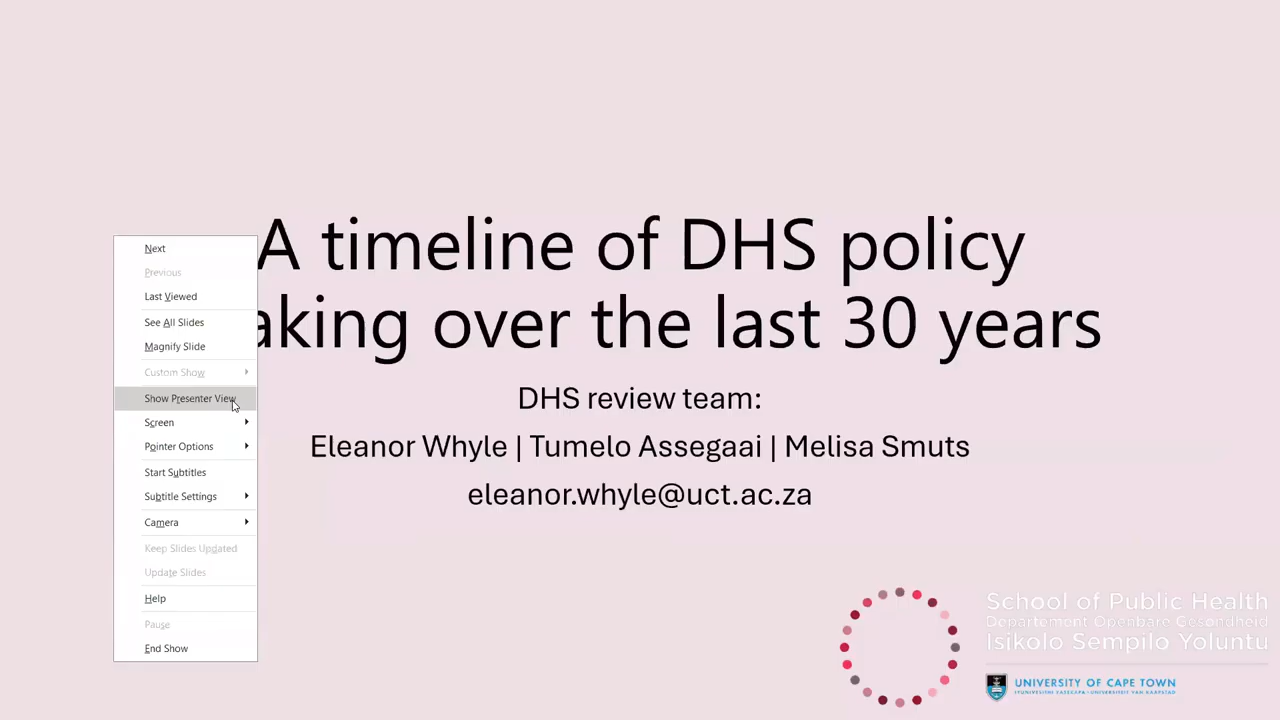 A timeline of DHS policy
aking over the last 30 years
DHS review team:
Eleanor Whyle | Tumelo Assegaai | Melisa Smuts
eleanor.whyle@uct.ac.za
Next
Previous
Last Viewed
See All Slides
Magnify Slide
Custom Show
Show Presenter View
Screen
Pointer Options
Start Subtitles
Subtitle Settings
Camera
Keep Slides Updated
Update Slides
Help
Pause
End Show
School of Public Health
Departement Openbare Gesondheid
Isikolo Sempilo Yoluntu
UNIVERSITY OF CAPE TOWN